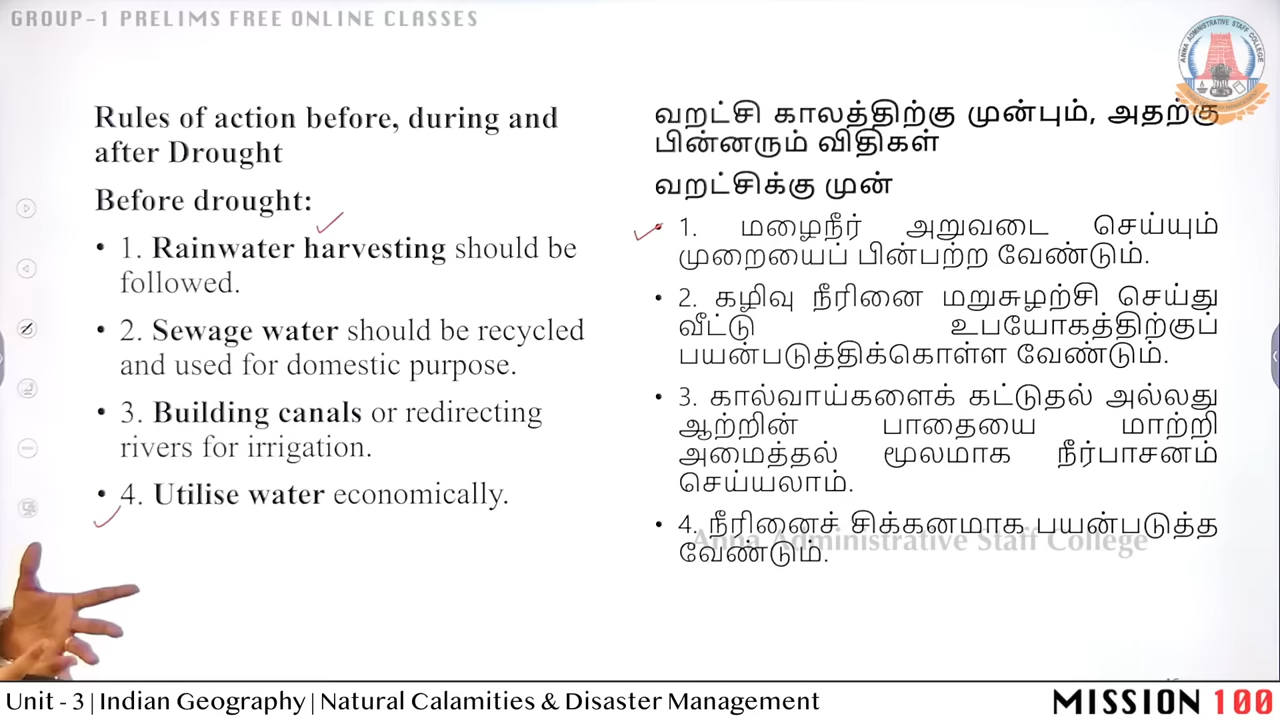 GROUP-1 PRELIMS FREE ONLINE CLASSES
ANNA ADMINISTRATIVE STAFF COLLEGE
Rules of action before, during and
after Drought
Before drought:
• 1. Rainwater harvesting should be
followed.
• 2. Sewage water should be recycled
and used for domestic purpose.
• 3. Building canals or redirecting
rivers for irrigation.
• 4. Utilise water economically.
வறட்சி காலத்திற்கு முன்பும், அதற்கு
பின்னரும் விதிகள்
வறட்சிக்கு முன்
• 1. மழைநீர் அறுவடை செய்யும்
முறையைப் பின்பற்ற வேண்டும்.
• 2. கழிவு நீரினை மறுசுழற்சி செய்து
வீட்டு உபயோகத்திற்குப்
பயன்படுத்திக்கொள்ள வேண்டும்.
• 3. கால்வாய்களைக் கட்டுதல் அல்லது
ஆற்றின் பாதையை மாற்றி
அமைத்தல் மூலமாக நீர்பாசனம்
செய்யலாம்.
• 4. நீரினைச் சிக்கனமாக பயன்படுத்த
வேண்டும்.
Anna Administrative Staff College
Unit - 3 | Indian Geography | Natural Calamities & Disaster Management
MISSION 100